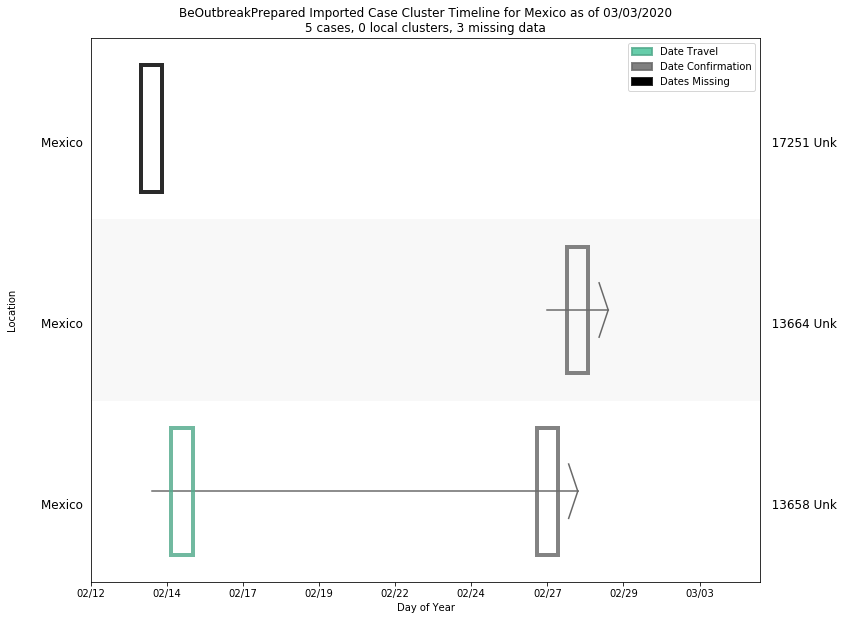 BeOutbreakPrepared Imported Case Cluster Timeline for Mexico as of 03/03/2020
5 cases, 0 local clusters, 3 missing data
Date Travel
Date Confirmation
Dates Missing
Mexico
17251 Unk
Mexico
13664 Unk
Mexico
13658 Unk
Location
02/12
02/14
02/17
02/19
02/22
02/24
02/27
02/29
03/03
Day of Year